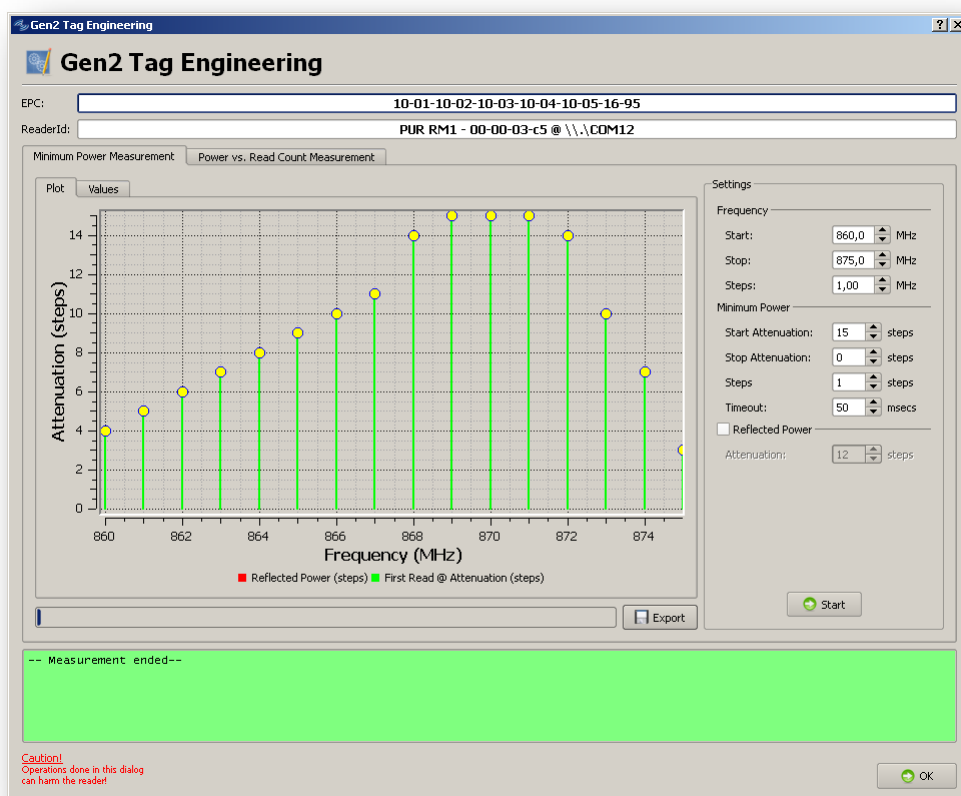 Gen2 Tag Engineering
Gen2 Tag Engineering
EPC: 10-01-10-02-10-03-10-04-10-05-16-95
ReaderId: PUR RM1 - 00-00-03-c5 @ \\.\COM12
Minimum Power Measurement Power vs. Read Count Measurement
Plot Values
14
12
10
8
6
4
2
0
Attenuation (steps)
860 862 864 866 868 870 872 874
Frequency (MHz)
Reflected Power (steps) First Read @ Attenuation (steps)
Export
Settings
Frequency
Start: 860,0 MHz
Stop: 875,0 MHz
Steps: 1,00 MHz
Minimum Power
Start Attenuation: 15 steps
Stop Attenuation: 0 steps
Steps 1 steps
Timeout: 50 msecs
Reflected Power
Attenuation: 12 steps
Start
-- Measurement ended--
Caution!
Operations done in this dialog
can harm the reader!
OK